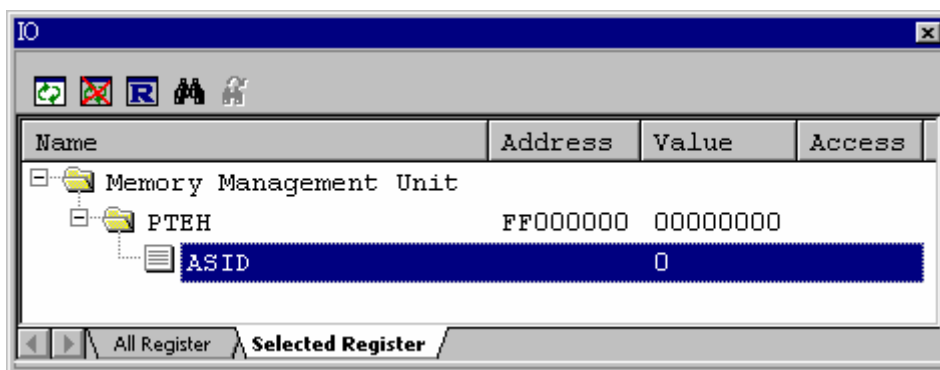 IO
R
Name Address Value Access
Memory Management Unit
PTEH FF000000 00000000
ASID 0
All Register Selected Register